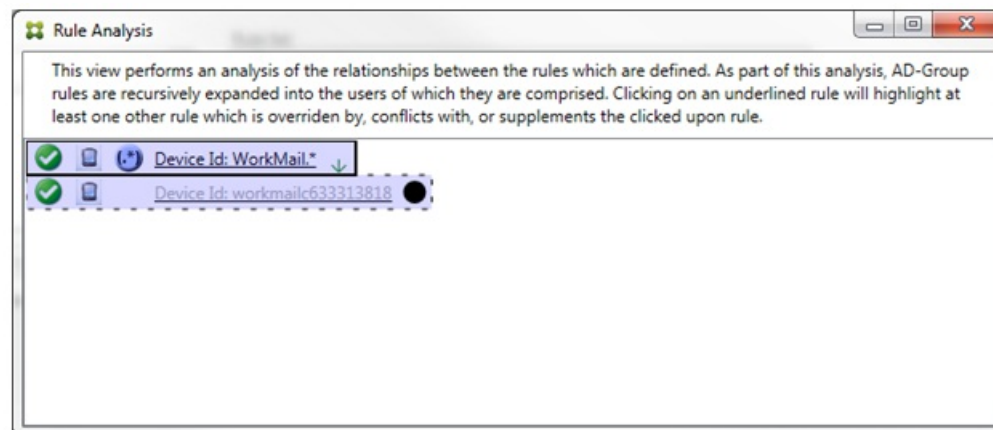 Rule Analysis
This view performs an analysis of the relationships between the rules which are defined. As part of this analysis, AD-Group
rules are recursively expanded into the users of which they are comprised. Clicking on an underlined rule will highlight at
least one other rule which is overriden by, conflicts with, or supplements the clicked upon rule.
(.*) Device Id: WorkMail.*
Device Id: workmailc633313818